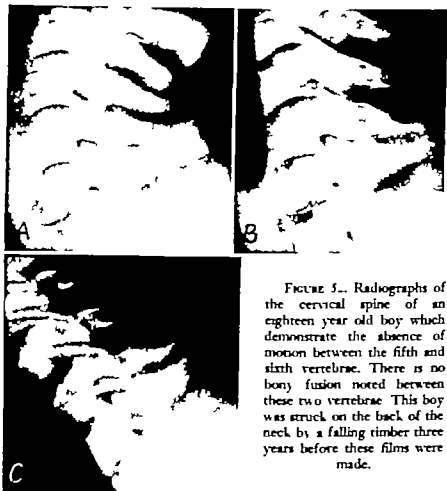 A
B
C
FIGURE 5_. Radiographs of
the cervical spine of an
eighteen year old boy which
demonstrate the absence of
motion between the fifth and
sixth vertebrae. There is no
bony fusion noted between
these two vertebrae This boy
was struck on the back of the
neck by a falling timber three
years before these films were
made.